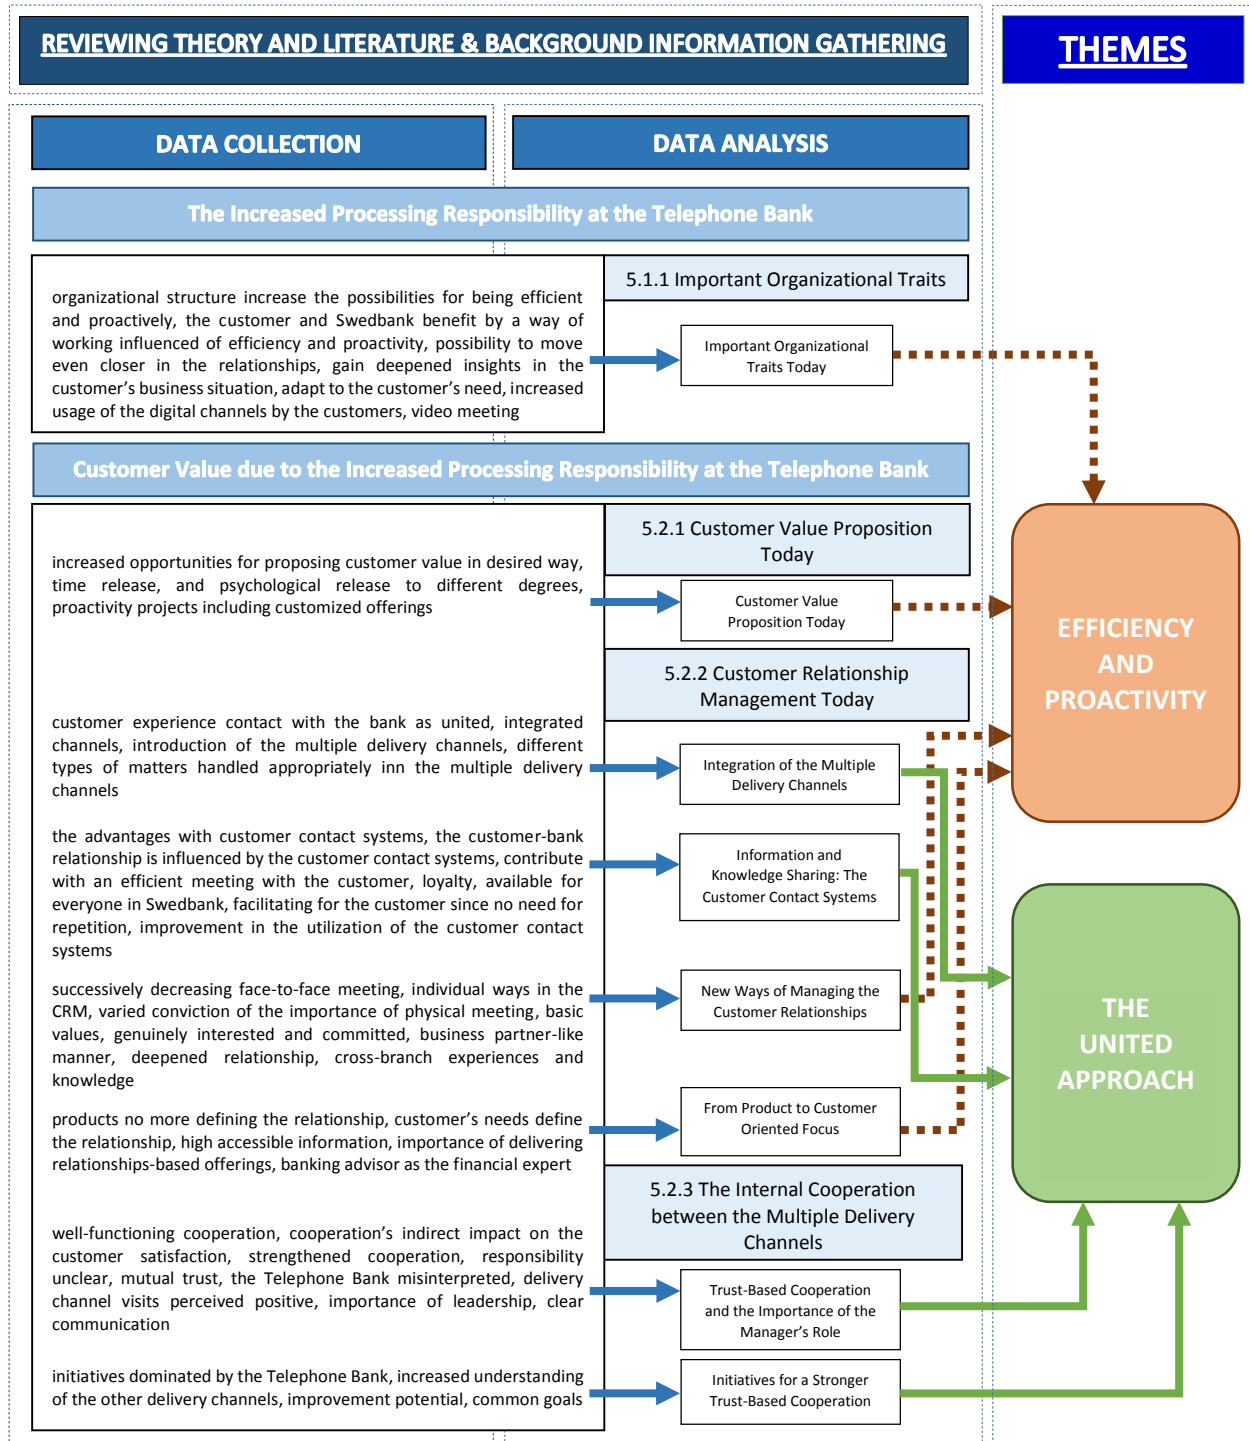 REVIEWING THEORY AND LITERATURE & BACKGROUND INFORMATION GATHERING
THEMES
DATA COLLECTION
DATA ANALYSIS
The Increased Processing Responsibility at the Telephone Bank
5.1.1 Important Organizational Traits
organizational structure increase the possibilities for being efficient
and proactively, the customer and Swedbank benefit by a way of
working influenced of efficiency and proactivity, possibility to move
even closer in the relationships, gain deepened insights in the
customer's business situation, adapt to the customer's need, increased
usage of the digital channels by the customers, video meeting
Important Organizational
Traits Today
Customer Value due to the Increased Processing Responsibility at the Telephone Bank
5.2.1 Customer Value Proposition
Today
increased opportunities for proposing customer value in desired way,
time release, and psychological release to different degrees,
proactivity projects including customized offerings
Customer Value
Proposition Today
EFFICIENCY
AND
PROACTIVITY
5.2.2 Customer Relationship
Management Today
customer experience contact with the bank as united, integrated
channels, introduction of the multiple delivery channels, different
types of matters handled appropriately inn the multiple delivery
channels
Integration of the Multiple
Delivery Channels
the advantages with customer contact systems, the customer-bank
relationship is influenced by the customer contact systems, contribute
with an efficient meeting with the customer, loyalty, available for
everyone in Swedbank, facilitating for the customer since no need for
repetition, improvement in the utilization of the customer contact
systems
Information and
Knowledge Sharing: The
Customer Contact Systems
successively decreasing face-to-face meeting, individual ways in the
CRM, varied conviction of the importance of physical meeting, basic
values, genuinely interested and committed, business partner-like
manner, deepened relationship, cross-branch experiences and
knowledge
New Ways of Managing the
Customer Relationships
THE
UNITED
APPROACH
products no more defining the relationship, customer's needs define
the relationship, high accessible information, importance of delivering
relationships-based offerings, banking advisor as the financial expert
From Product to Customer
Oriented Focus
5.2.3 The Internal Cooperation
between the Multiple Delivery
Channels
well-functioning cooperation, cooperation's indirect impact on the
customer satisfaction, strengthened cooperation, responsibility
unclear, mutual trust, the Telephone Bank misinterpreted, delivery
channel visits perceived positive, importance of leadership, clear
communication
Trust-Based Cooperation
and the Importance of the
Manager's Role
initiatives dominated by the Telephone Bank, increased understanding
of the other delivery channels, improvement potential, common goals
Initiatives for a Stronger
Trust-Based Cooperation